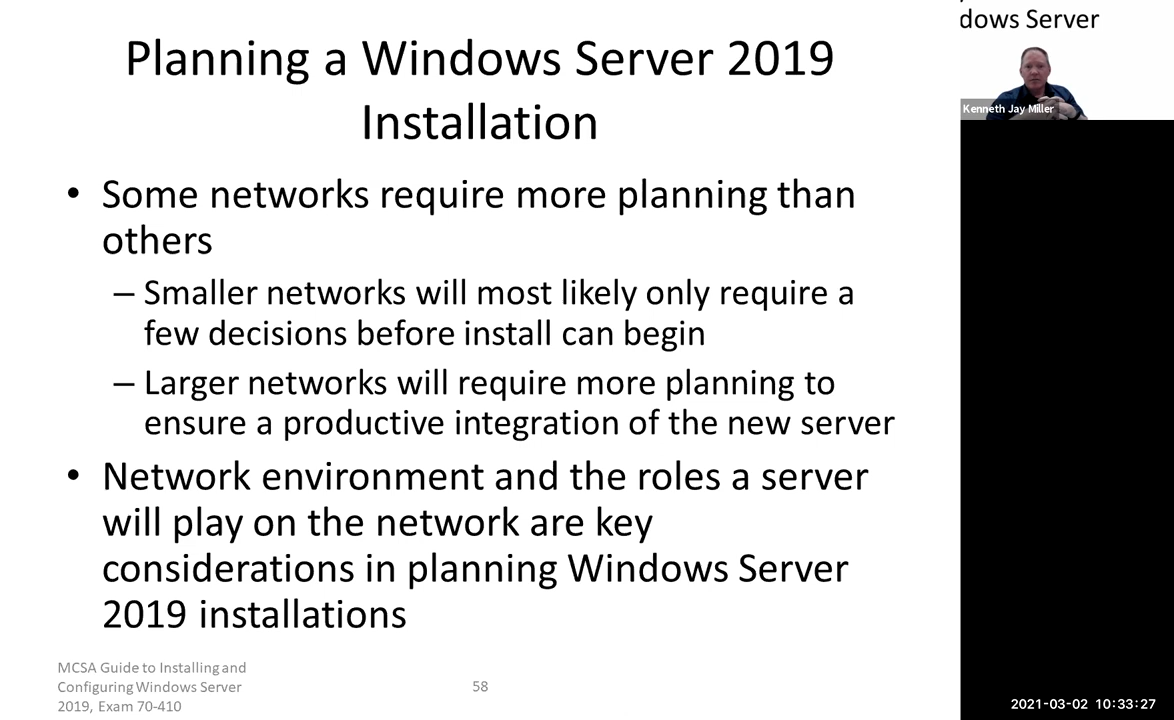 Planning a Windows Server 2019
Installation
• Some networks require more planning than
others
– Smaller networks will most likely only require a
few decisions before install can begin
– Larger networks will require more planning to
ensure a productive integration of the new server
• Network environment and the roles a server
will play on the network are key
considerations in planning Windows Server
2019 installations
MCSA Guide to Installing and
Configuring Windows Server
2019, Exam 70-410
58
dows Server
Kenneth Jay Miller
2021-03-02 10:33:27